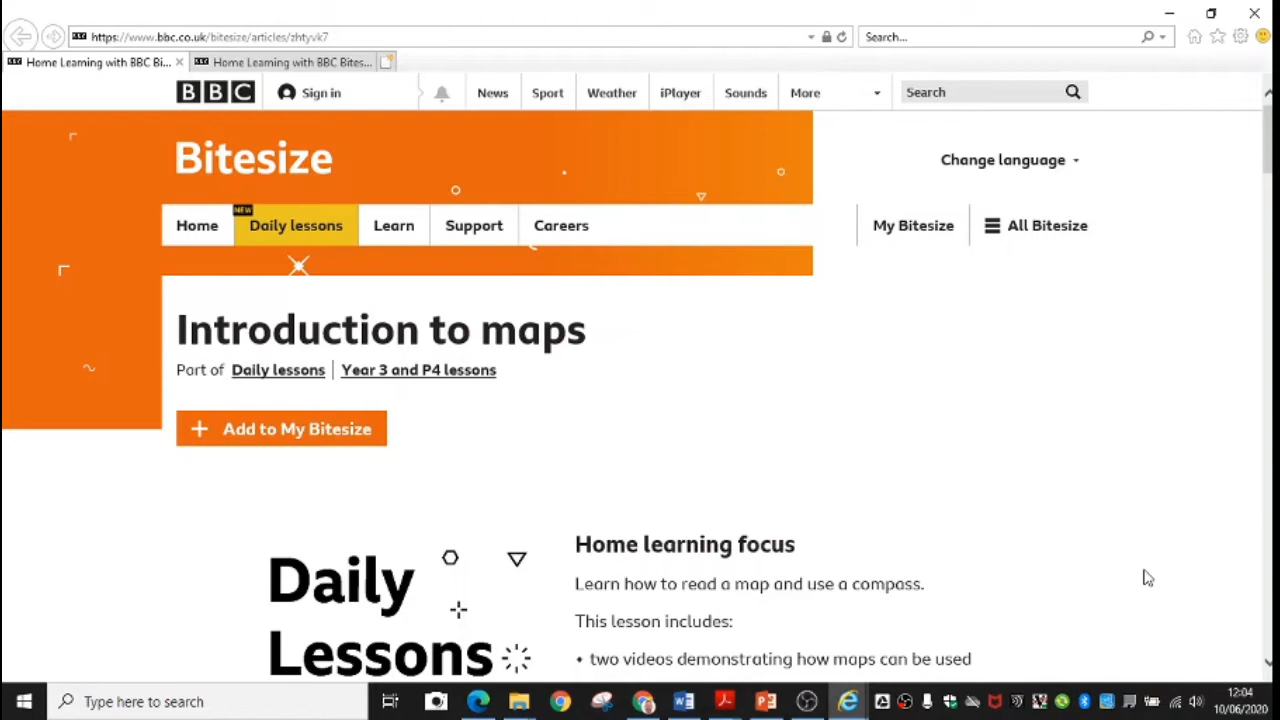 https://www.bbc.co.uk/bitesize/articles/zhtyvk7
Search...
Home Learning with BBC Bi...
Home Learning with BBC Bites...
BBC
Sign in
News
Sport
Weather
iPlayer
Sounds
More
Search
Bitesize
Change language
NEW
Home
Daily lessons
Learn
Support
Careers
My Bitesize
All Bitesize
Introduction to maps
Part of Daily lessons | Year 3 and P4 lessons
+ Add to My Bitesize
Daily
Lessons
Home learning focus
Learn how to read a map and use a compass.
This lesson includes:
• two videos demonstrating how maps can be used
Type here to search
12:04
10/06/2020